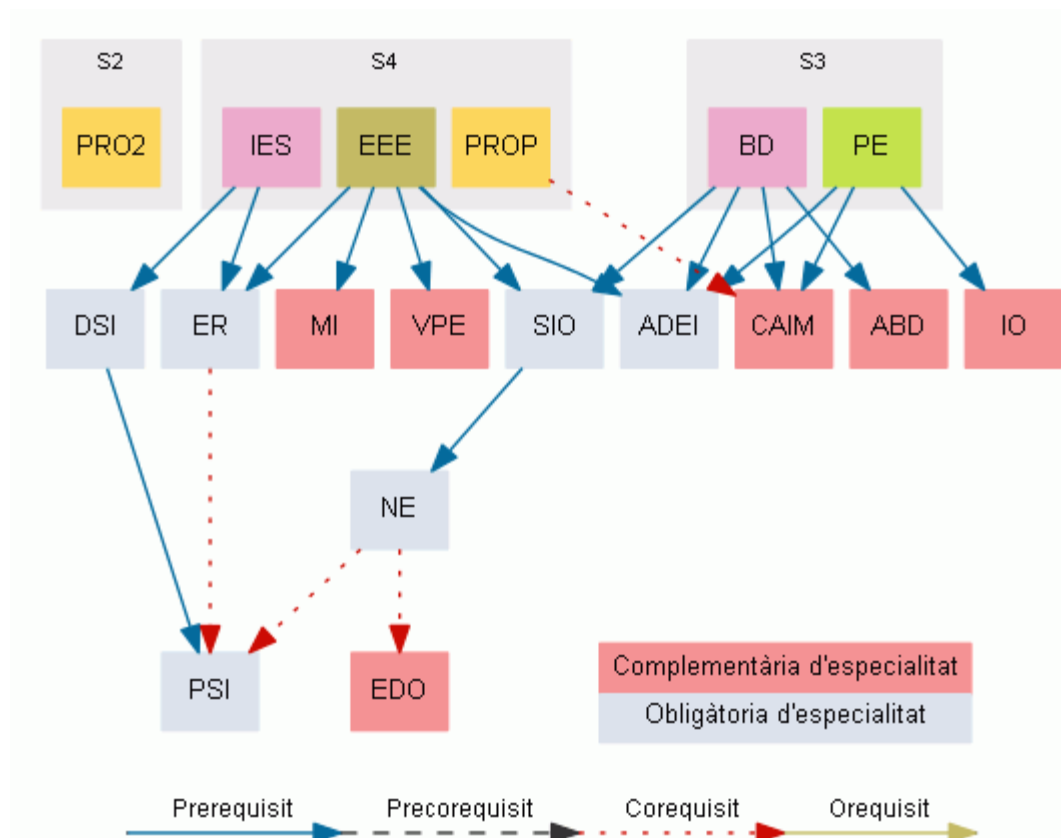 S2
S4
S3
PRO2
IES
EEE
PROP
BD
PE
DSI
ER
MI
VPE
SIO
ADEI
CAIM
ABD
IO
NE
PSI
EDO
Complementària d'especialitat
Obligàtoria d'especialitat
Prerequisit
Precorequisit
Corequisit
Orequisit